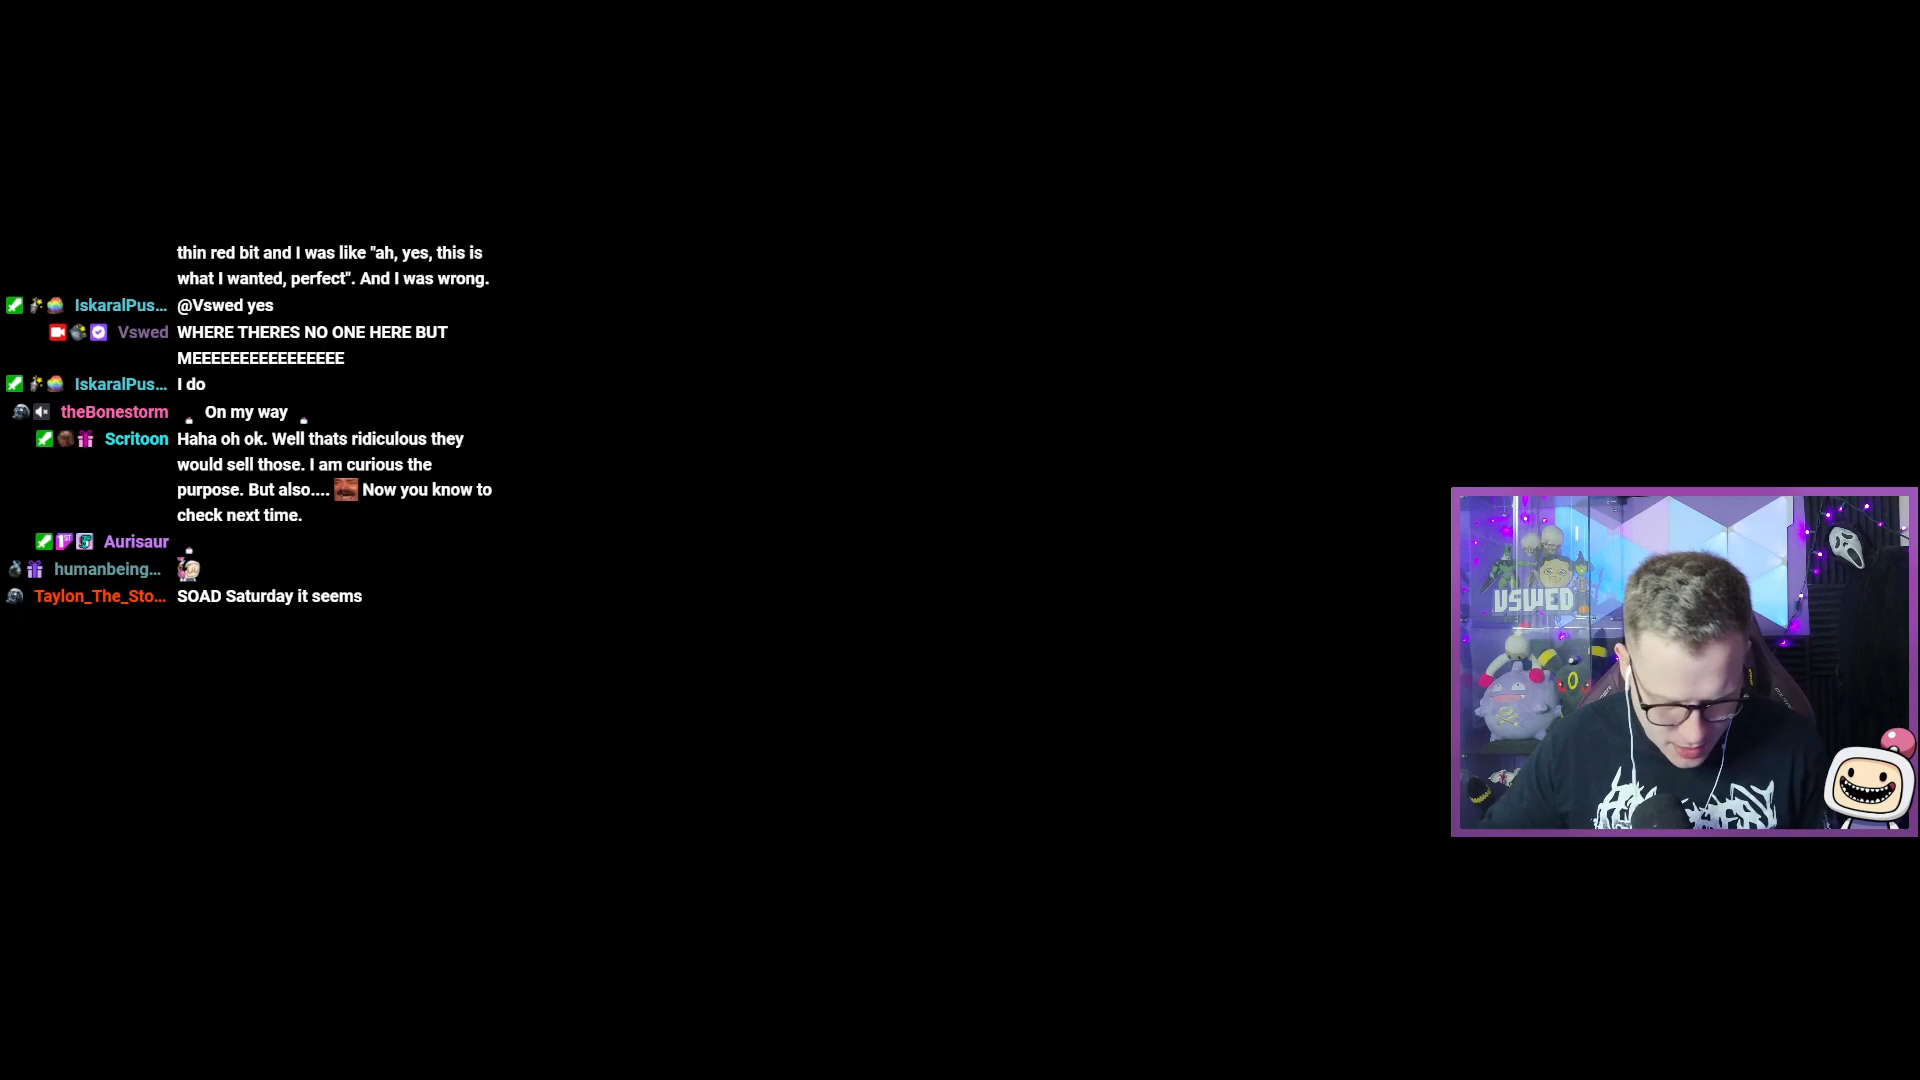 thin red bit and I was like "ah, yes, this is
what I wanted, perfect". And I was wrong.
IskaralPus... @Vswed yes
Vswed WHERE THERES NO ONE HERE BUT
MEEEEEEEEEEEEEEEE
IskaralPus... I do
theBonestorm On my way
Scritoon Haha oh ok. Well thats ridiculous they
would sell those. I am curious the
purpose. But also.... Now you know to
check next time.
Aurisaur
humanbeing...
Taylon_The_Sto... SOAD Saturday it seems
VSWED